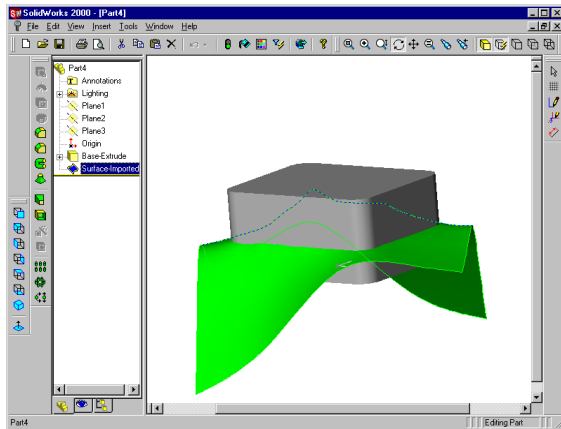 SW SolidWorks 2000 - [Part4]
File Edit View Insert Tools Window Help
Part4
Annotations
Lighting
Plane1
Plane2
Plane3
Origin
Base-Extrude
Surface-Imported
Part4
Editing Part